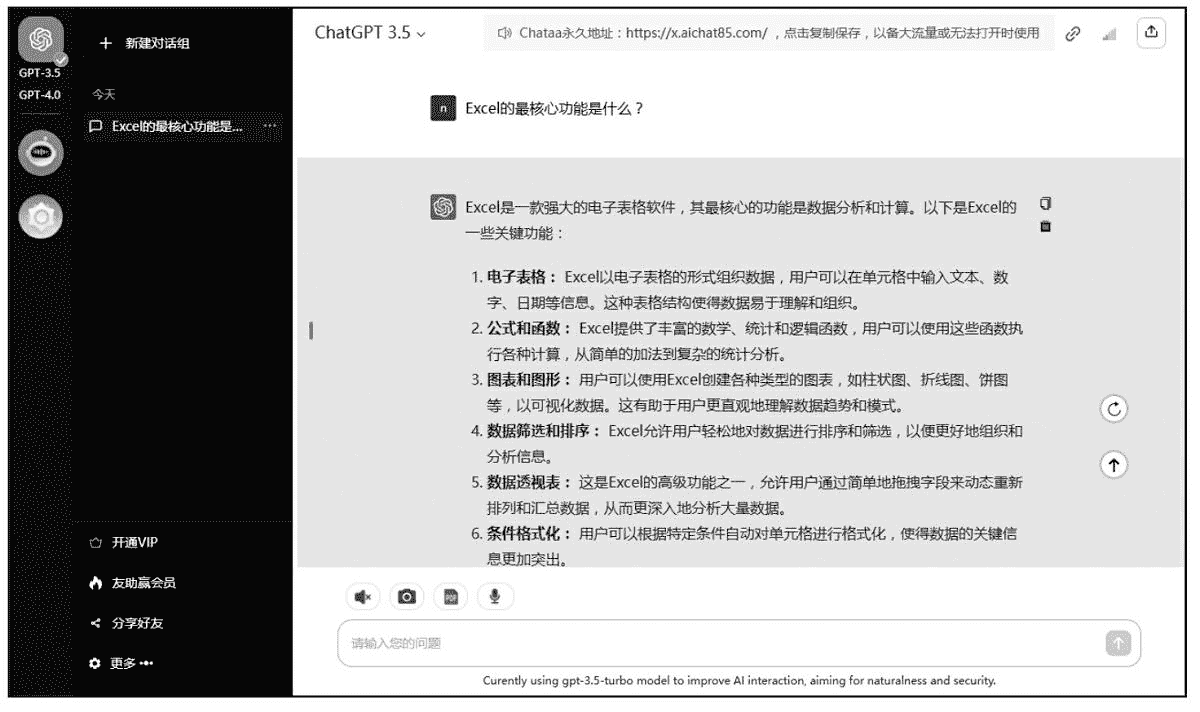 GPT-3.5
GPT-4.0
新建对话组
今天
Excel的最核心功能是...
开通VIP
友助赢会员
分享好友
更多
ChatGPT 3.5
Chataa永久地址：https://x.aichat85.com/ ，点击复制保存，以备大流量或无法打开时使用
n
Excel的最核心功能是什么？
Excel是一款强大的电子表格软件，其最核心的功能是数据分析和计算。以下是Excel的
一些关键功能：
1. 电子表格： Excel以电子表格的形式组织数据，用户可以在单元格中输入文本、数
字、日期等信息。这种表格结构使得数据易于理解和组织。
2. 公式和函数： Excel提供了丰富的数学、统计和逻辑函数，用户可以使用这些函数执
行各种计算，从简单的加法到复杂的统计分析。
3. 图表和图形： 用户可以使用Excel创建各种类型的图表，如柱状图、折线图、饼图
等，以可视化数据。这有助于用户更直观地理解数据趋势和模式。
4. 数据筛选和排序： Excel允许用户轻松地对数据进行排序和筛选，以便更好地组织和
分析信息。
5. 数据透视表： 这是Excel的高级功能之一，允许用户通过简单地拖拽字段来动态重新
排列和汇总数据，从而更深入地分析大量数据。
6. 条件格式化： 用户可以根据特定条件自动对单元格进行格式化，使得数据的关键信
息更加突出。
PDF
请输入您的问题
Curently using gpt-3.5-turbo model to improve AI interaction, aiming for naturalness and security.